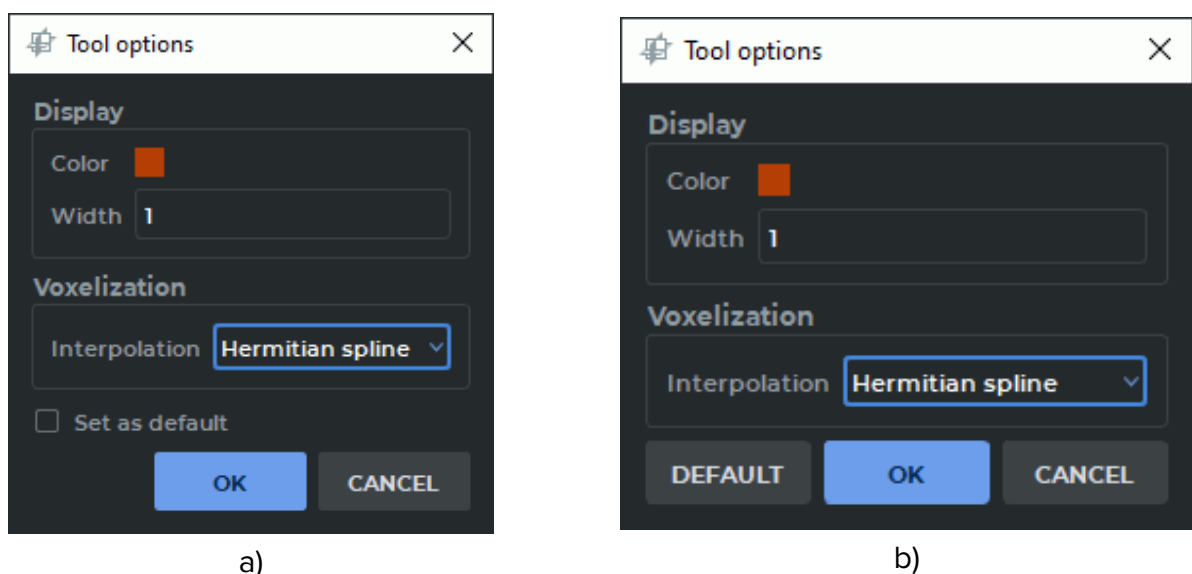 Tool options
Display
Color
Width 1
Voxelization
Interpolation Hermitian spline
Set as default
OK CANCEL
a)
Tool options
Display
Color
Width 1
Voxelization
Interpolation Hermitian spline
DEFAULT OK CANCEL
b)